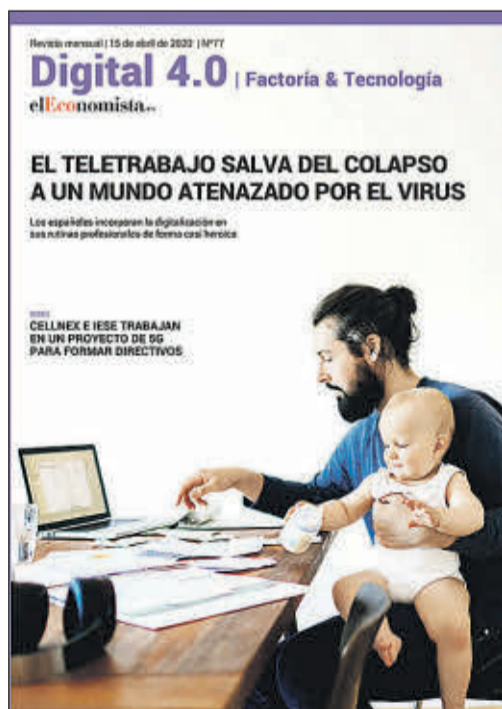 Revista mensual | 15 de abril de 2020 | Nº77
Digital 4.0 | Factoría & Tecnología
elEconomista.es
EL TELETRABAJO SALVA DEL COLAPSO
A UN MUNDO ATENAZADO POR EL VIRUS
Los españoles incorporan la digitalización en
sus rutinas profesionales de forma casi heroica
CELLNEX E IESE TRABAJAN
EN UN PROYECTO DE 5G
PARA FORMAR DIRECTIVOS